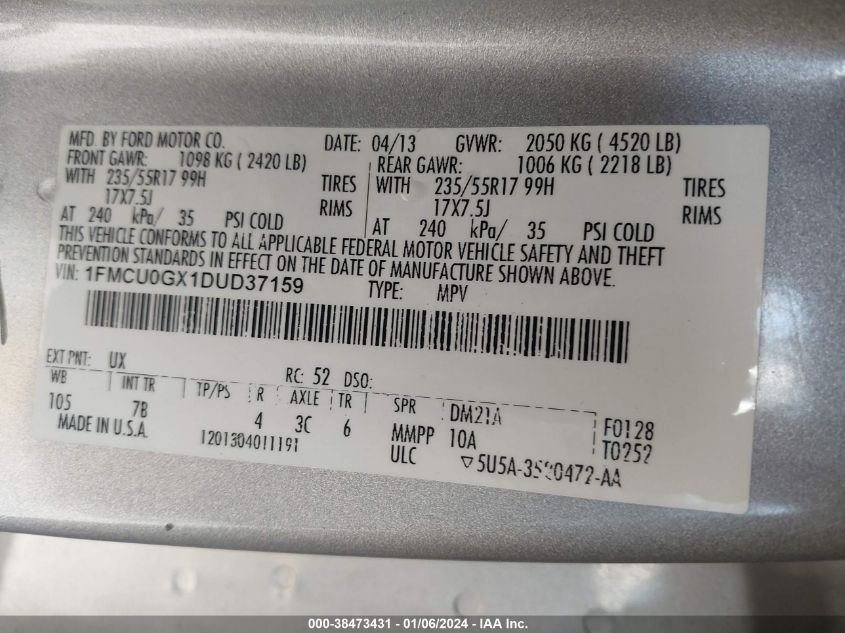 MFD. BY FORD MOTOR CO. DATE: 04/13 GVWR: 2050 KG ( 4520 LB)
FRONT GAWR: 1098 KG ( 2420 LB) REAR GAWR: 1006 KG ( 2218 LB)
WITH 235/55R17 99H TIRES WITH 235/55R17 99H TIRES
17X7.5J RIMS 17X7.5J RIMS
AT 240 kPa/ 35 PSI COLD AT 240 kPa/ 35 PSI COLD
THIS VEHICLE CONFORMS TO ALL APPLICABLE FEDERAL MOTOR VEHICLE SAFETY AND THEFT
PREVENTION STANDARDS IN EFFECT ON THE DATE OF MANUFACTURE SHOWN ABOVE.
VIN: 1FMCU0GX1DUD37159 TYPE: MPV
EXT PNT: UX RC: 52 DSO:
WB INT TR TP/PS R AXLE TR SPR DM21A F0128
105 7B 4 3C 6 MMPP 10A T0252
MADE IN U.S.A. 1201304011191 ULC
000-38473431 - 01/06/2024 - IAA Inc.